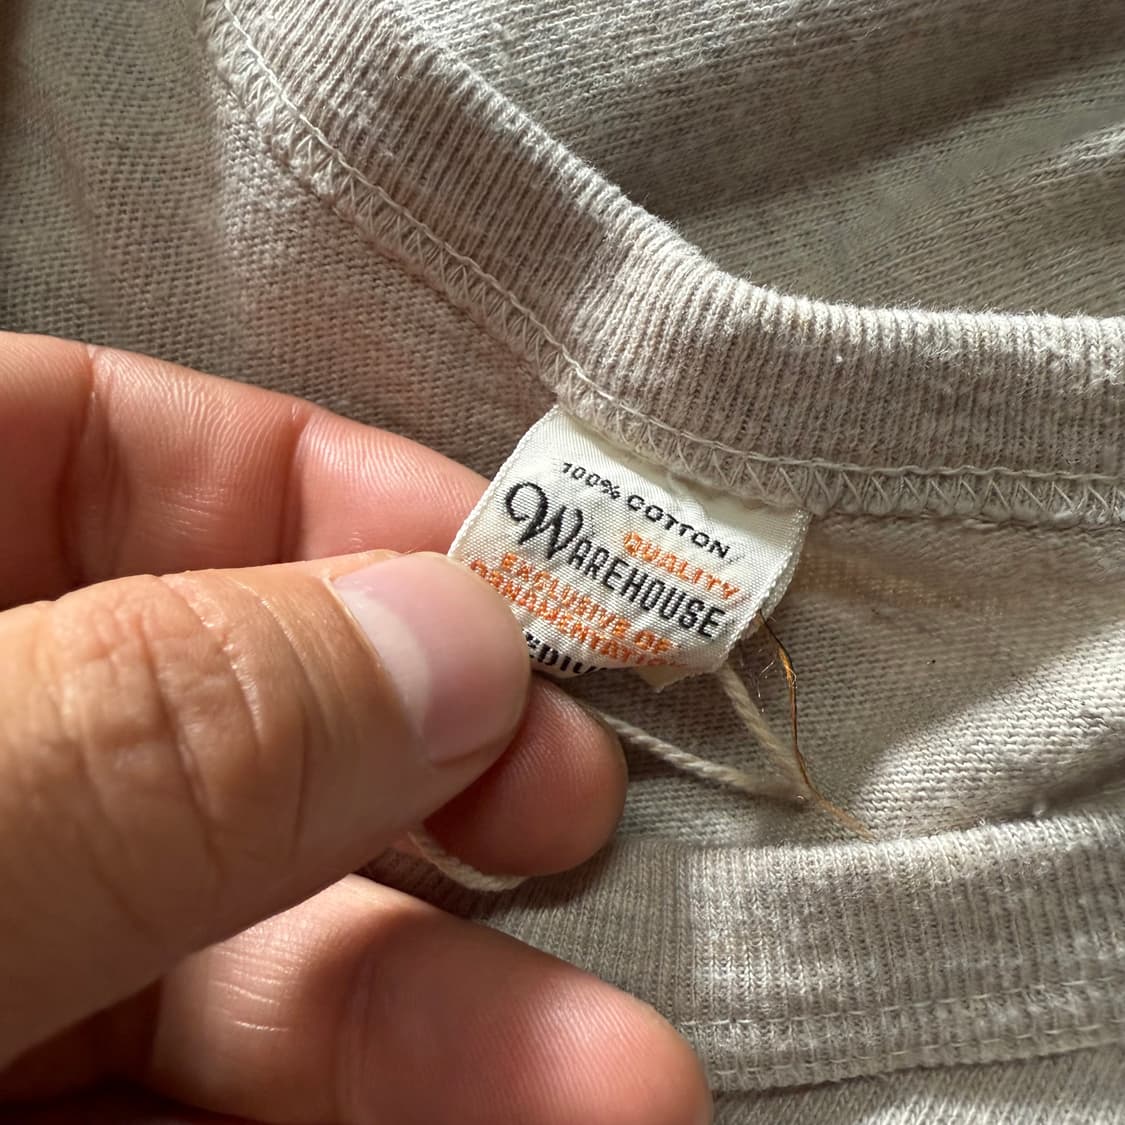 100% COTTON
QUALITY
WAREHOUSE
EXCLUSIVE OF